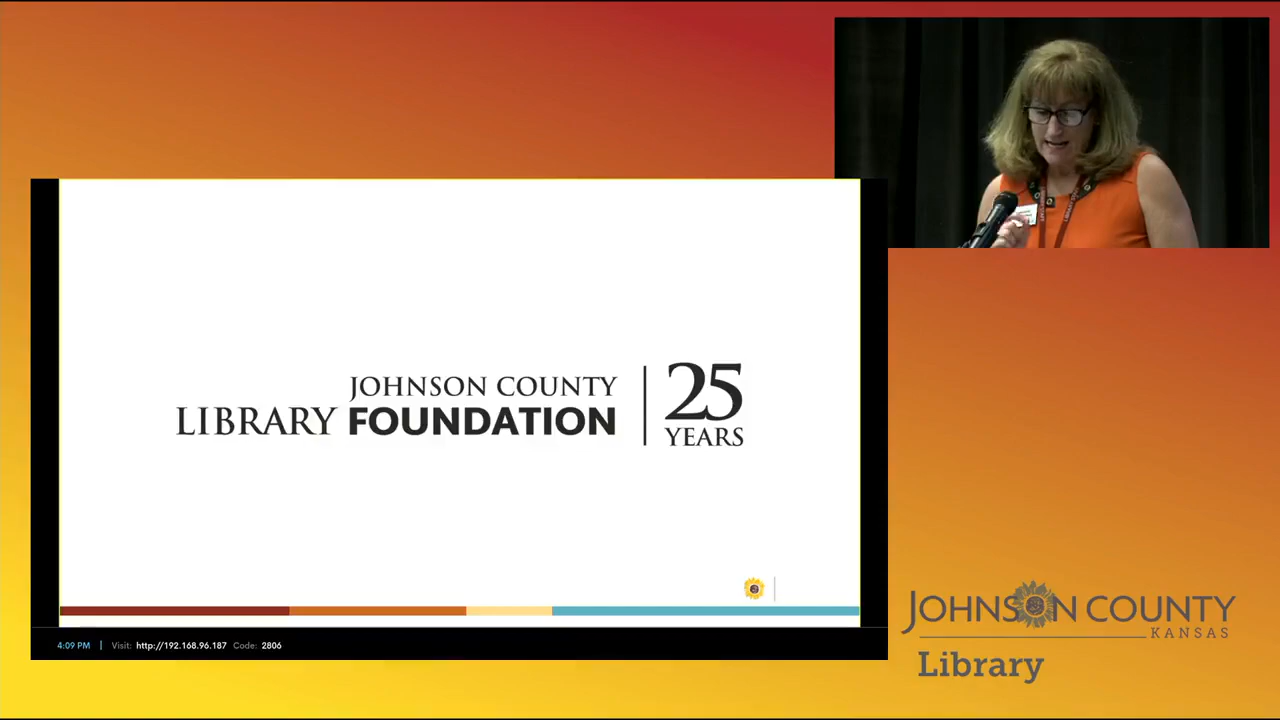 JOHNSON COUNTY
LIBRARY FOUNDATION
25
YEARS
4:09 PM | Visit: http://192.168.96.187 Code: 2806
JOHNSON COUNTY
KANSAS
Library